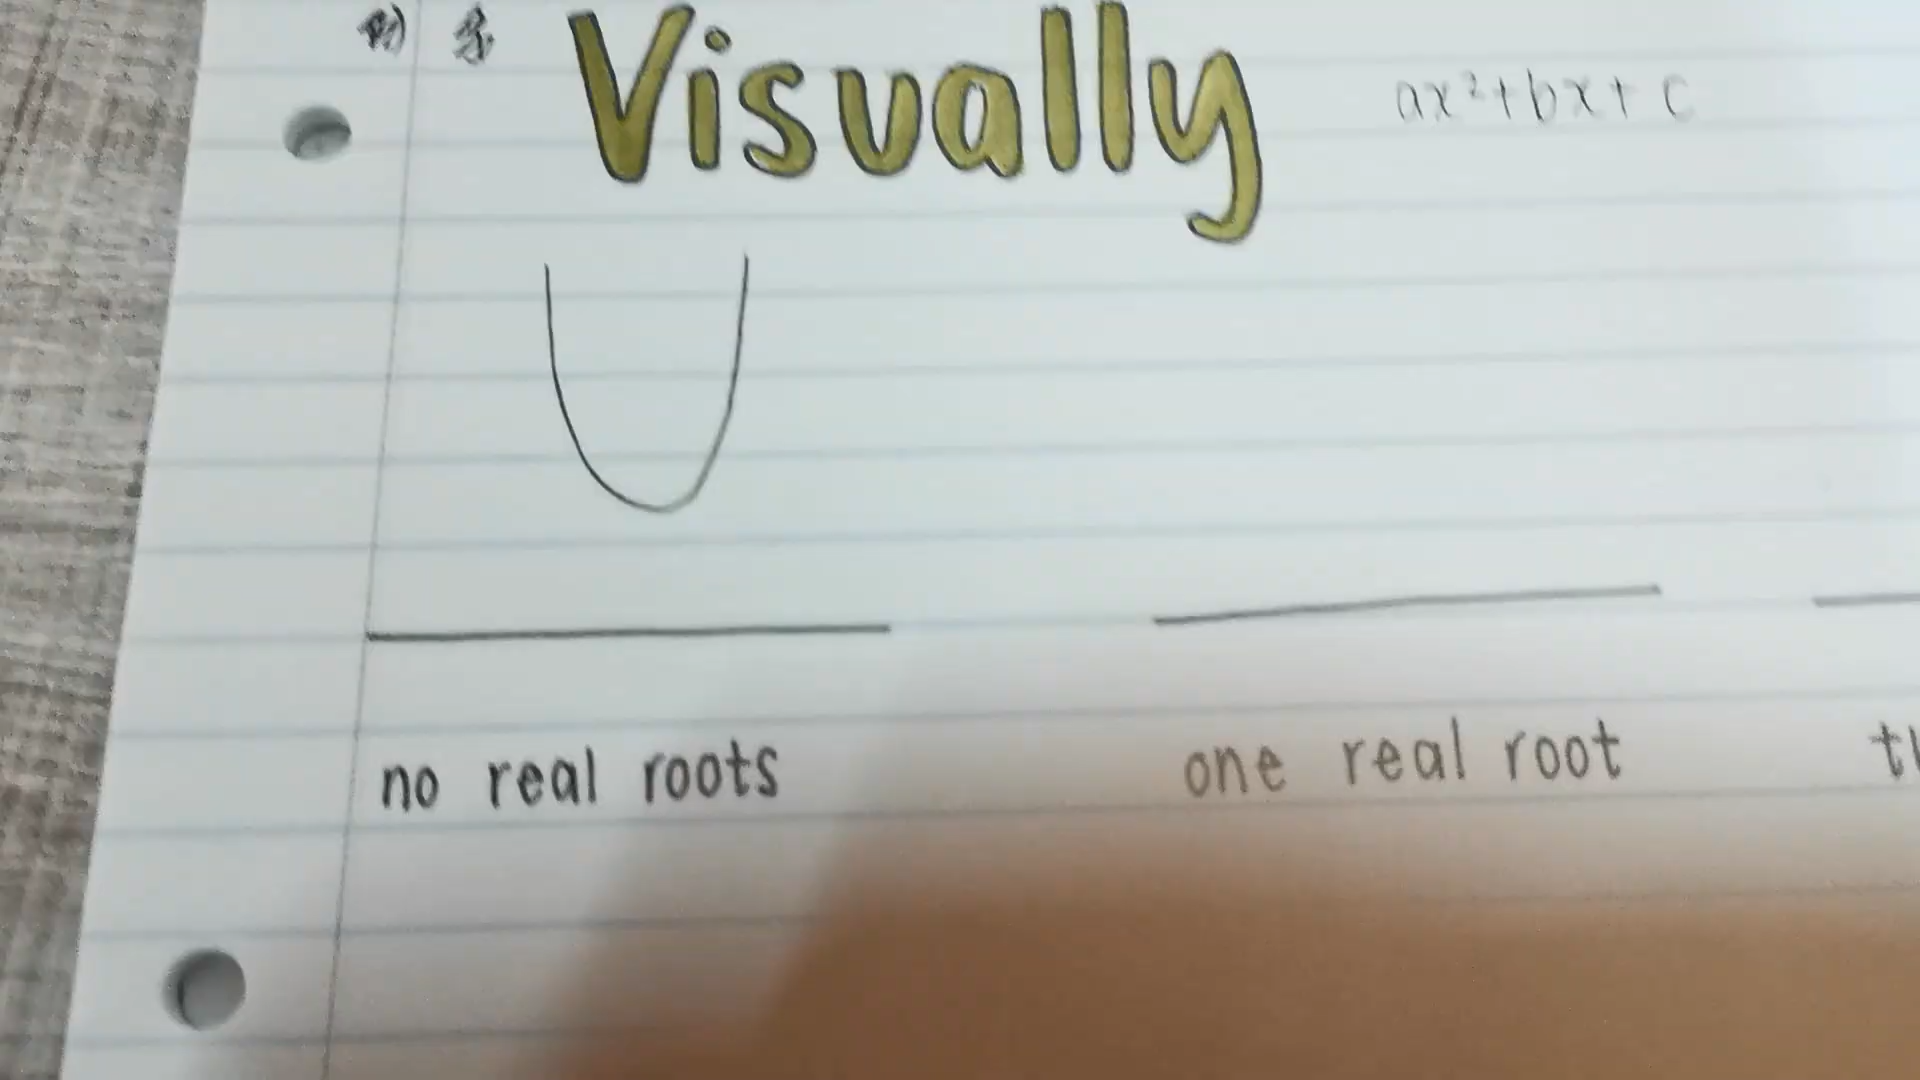 Visually
ax²+bx+c
no real roots
one real root